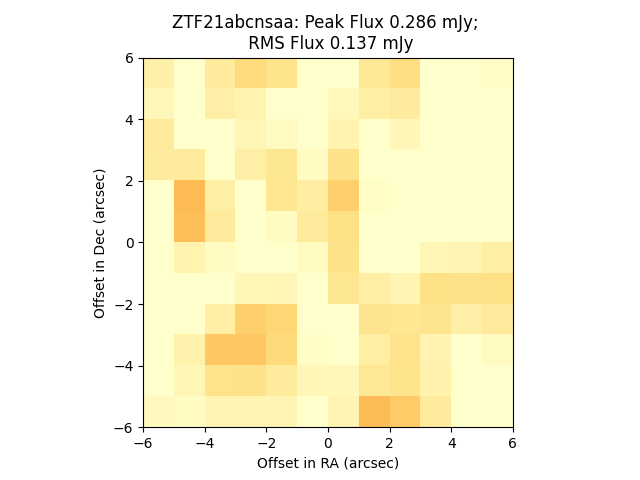 ZTF21abcnsaa: Peak Flux 0.286 mJy;
RMS Flux 0.137 mJy
6
4
2
0
−2
−4
−6
Offset in Dec (arcsec)
−6 −4 −2 0 2 4 6
Offset in RA (arcsec)